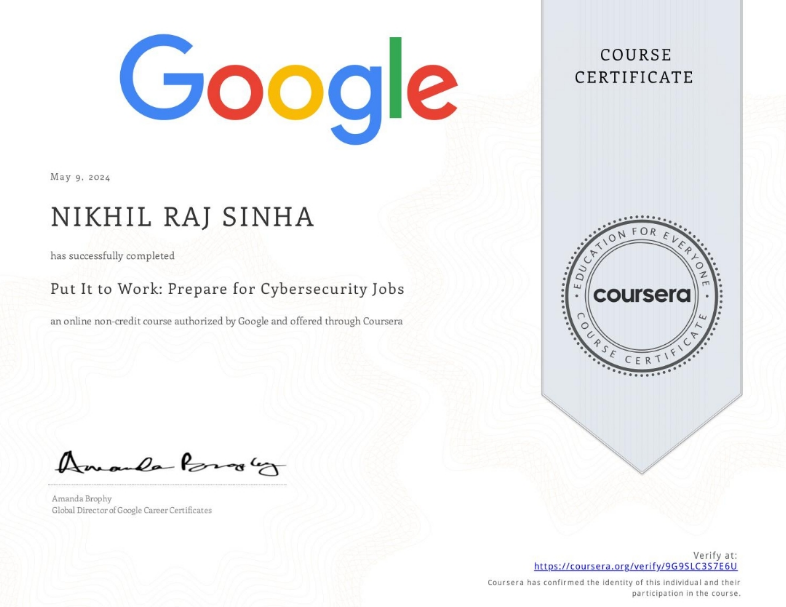 Google
COURSE
CERTIFICATE
May 9, 2024
NIKHIL RAJ SINHA
has successfully completed
Put It to Work: Prepare for Cybersecurity Jobs
an online non-credit course authorized by Google and offered through Coursera
EDUCATION FOR EVERYONE
coursera
COURSE CERTIFICATE
Amanda Brophy
Amanda Brophy
Global Director of Google Career Certificates
Verify at:
https://coursera.org/verify/9G9SLC3S7E6U
Coursera has confirmed the identity of this individual and their
participation in the course.